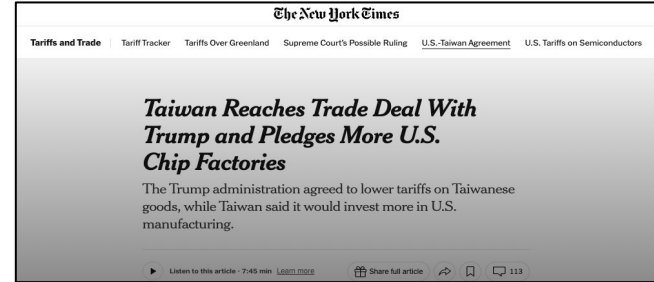 The New York Times
Tariffs and Trade Tariff Tracker Tariffs Over Greenland Supreme Court's Possible Ruling U.S.-Taiwan Agreement U.S. Tariffs on Semiconductors
Taiwan Reaches Trade Deal With
Trump and Pledges More U.S.
Chip Factories
The Trump administration agreed to lower tariffs on Taiwanese
goods, while Taiwan said it would invest more in U.S.
manufacturing.
Listen to this article · 7:45 min Learn more Share full article 113